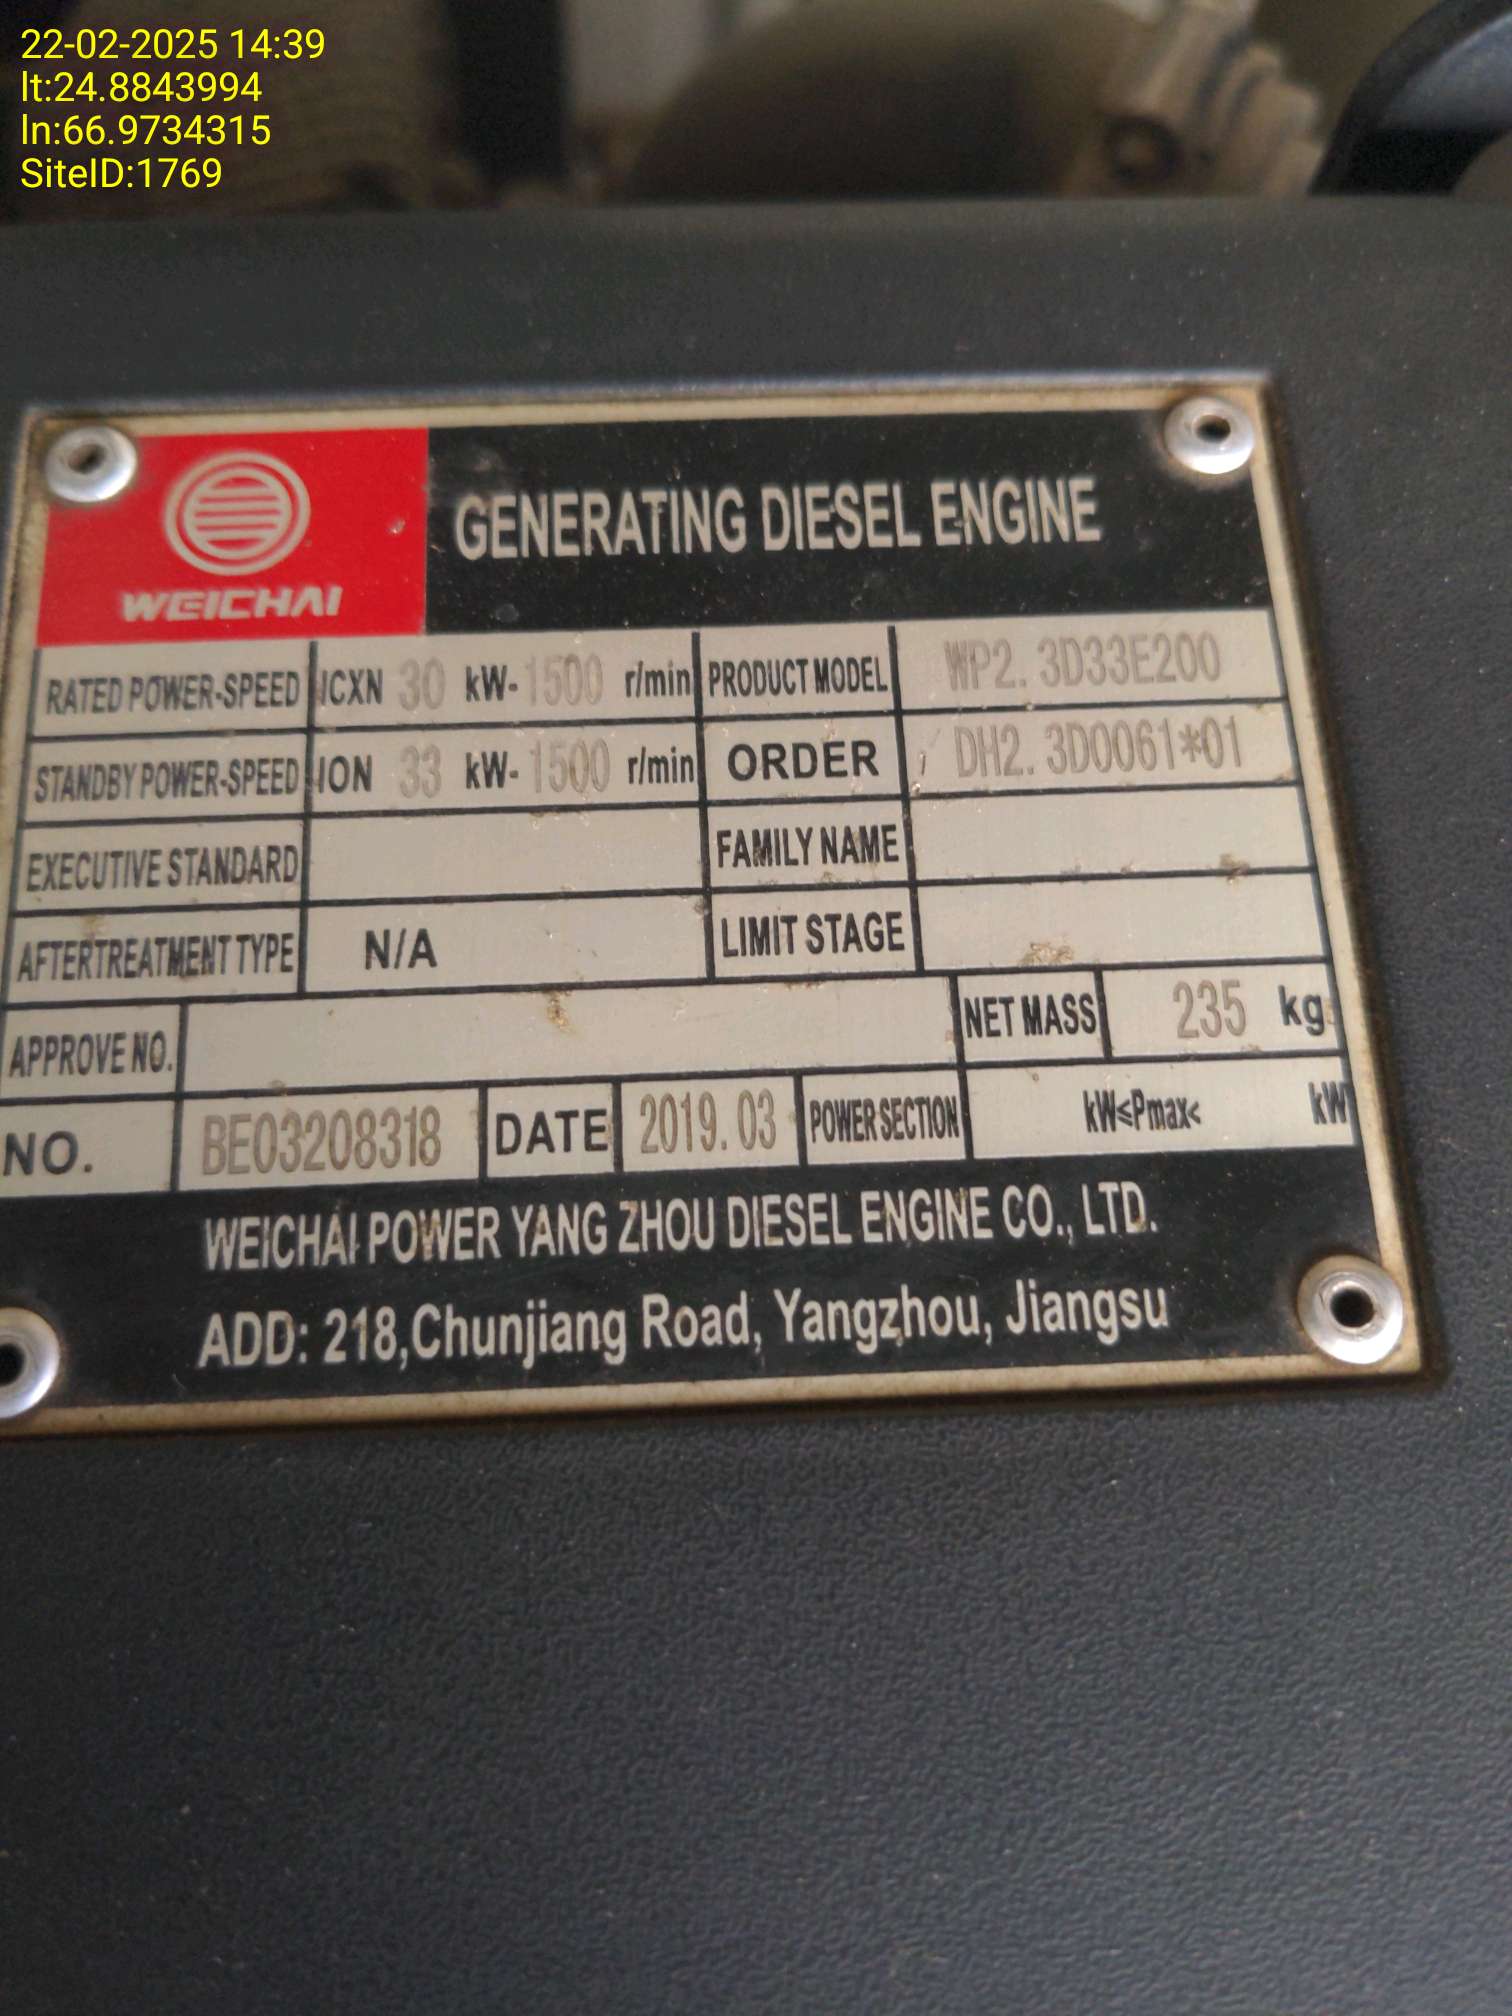 22-02-2025 14:39
lt:24.8843994
ln:66.9734315
SiteID:1769
WEICHAI
GENERATING DIESEL ENGINE
RATED POWER-SPEED ICXN 30 kW- 1500 r/min PRODUCT MODEL WP2. 3D33E200
STANDBY POWER-SPEED ION 33 kW- 1500 r/min ORDER DH2. 3D0061*01
EXECUTIVE STANDARD FAMILY NAME
AFTERTREATMENT TYPE N/A LIMIT STAGE
APPROVE NO. NET MASS 235 kg
NO. BE03208318 DATE 2019. 03 POWER SECTION kW≤Pmax< kW
WEICHAI POWER YANG ZHOU DIESEL ENGINE CO., LTD.
ADD: 218,Chunjiang Road, Yangzhou, Jiangsu